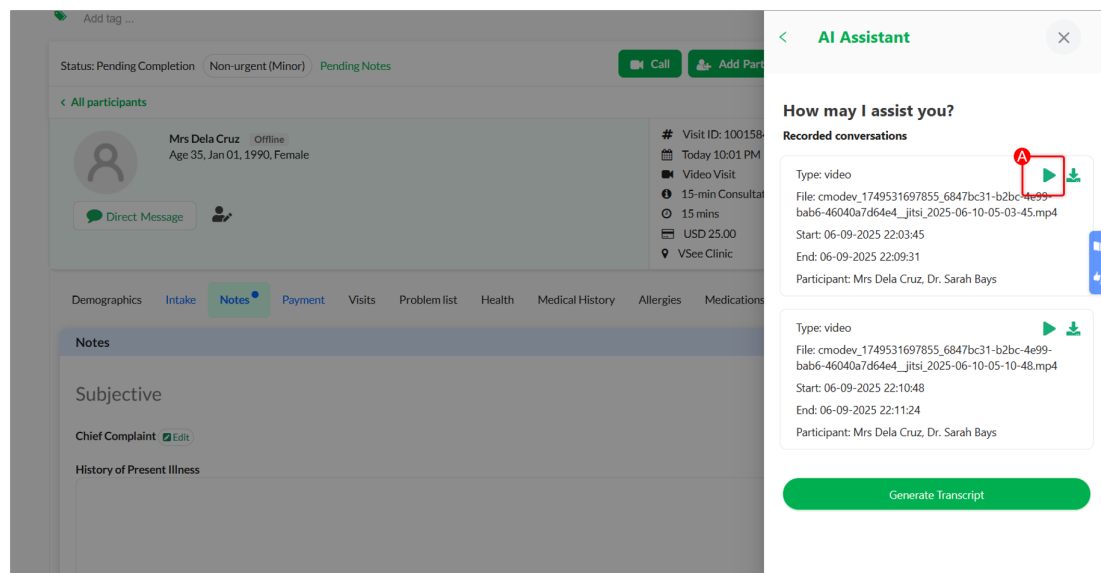 Add tag ...
Status: Pending Completion Non-urgent (Minor) Pending Notes
Call Add Part
< All participants
Mrs Dela Cruz Offline
Age 35, Jan 01, 1990, Female
Direct Message
# Visit ID: 100158
Today 10:01 PM
Video Visit
15-min Consultat
15 mins
USD 25.00
VSee Clinic
Demographics Intake Notes Payment Visits Problem list Health Medical History Allergies Medications
Notes
Subjective
Chief Complaint Edit
History of Present Illness
< AI Assistant
How may I assist you?
Recorded conversations
A
Type: video
File: cmodev_1749531697855_6847bc31-b2bc-4e99-
bab6-46040a7d64e4__jitsi_2025-06-10-05-03-45.mp4
Start: 06-09-2025 22:03:45
End: 06-09-2025 22:09:31
Participant: Mrs Dela Cruz, Dr. Sarah Bays
Type: video
File: cmodev_1749531697855_6847bc31-b2bc-4e99-
bab6-46040a7d64e4__jitsi_2025-06-10-05-10-48.mp4
Start: 06-09-2025 22:10:48
End: 06-09-2025 22:11:24
Participant: Mrs Dela Cruz, Dr. Sarah Bays
Generate Transcript